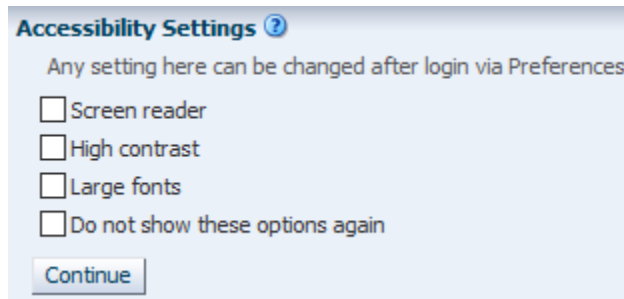 Accessibility Settings ?
Any setting here can be changed after login via Preferences
Screen reader
High contrast
Large fonts
Do not show these options again
Continue